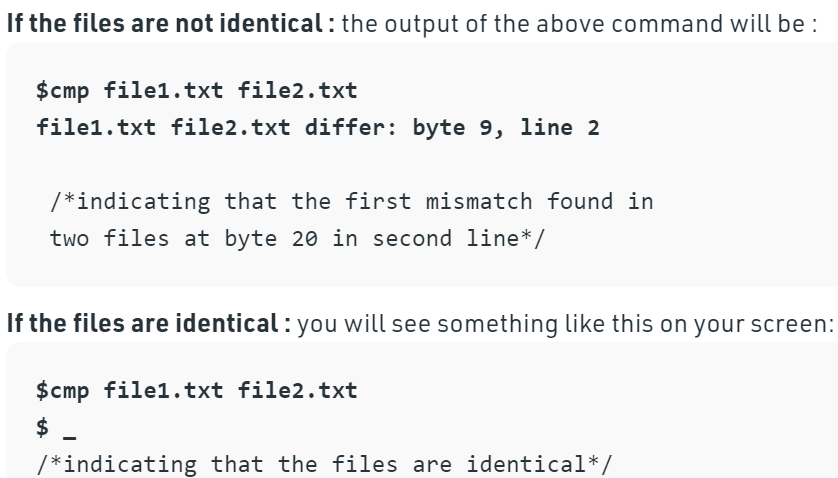 If the files are not identical : the output of the above command will be :
$cmp file1.txt file2.txt
file1.txt file2.txt differ: byte 9, line 2
/*indicating that the first mismatch found in
two files at byte 20 in second line*/
If the files are identical : you will see something like this on your screen:
$cmp file1.txt file2.txt
$ _
/*indicating that the files are identical*/